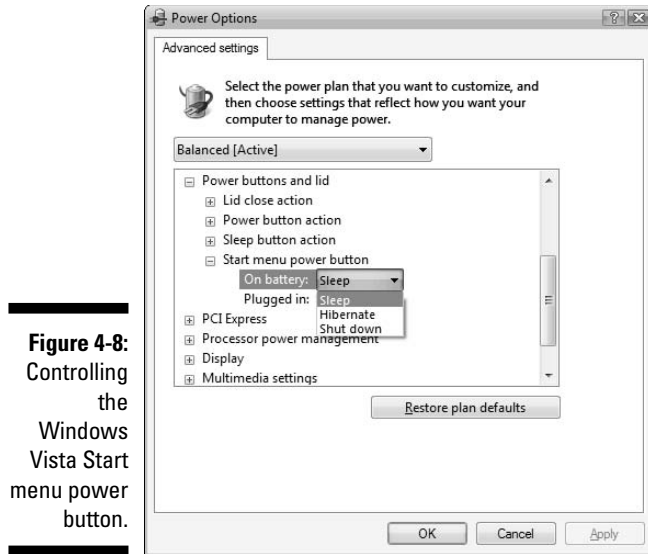 Power Options
Advanced settings
Select the power plan that you want to customize, and
then choose settings that reflect how you want your
computer to manage power.
Balanced [Active]
Power buttons and lid
Lid close action
Power button action
Sleep button action
Start menu power button
On battery: Sleep
Plugged in: Sleep
Hibernate
Shut down
PCI Express
Processor power management
Display
Multimedia settings
Restore plan defaults
OK Cancel Apply
Figure 4-8:
Controlling
the
Windows
Vista Start
menu power
button.